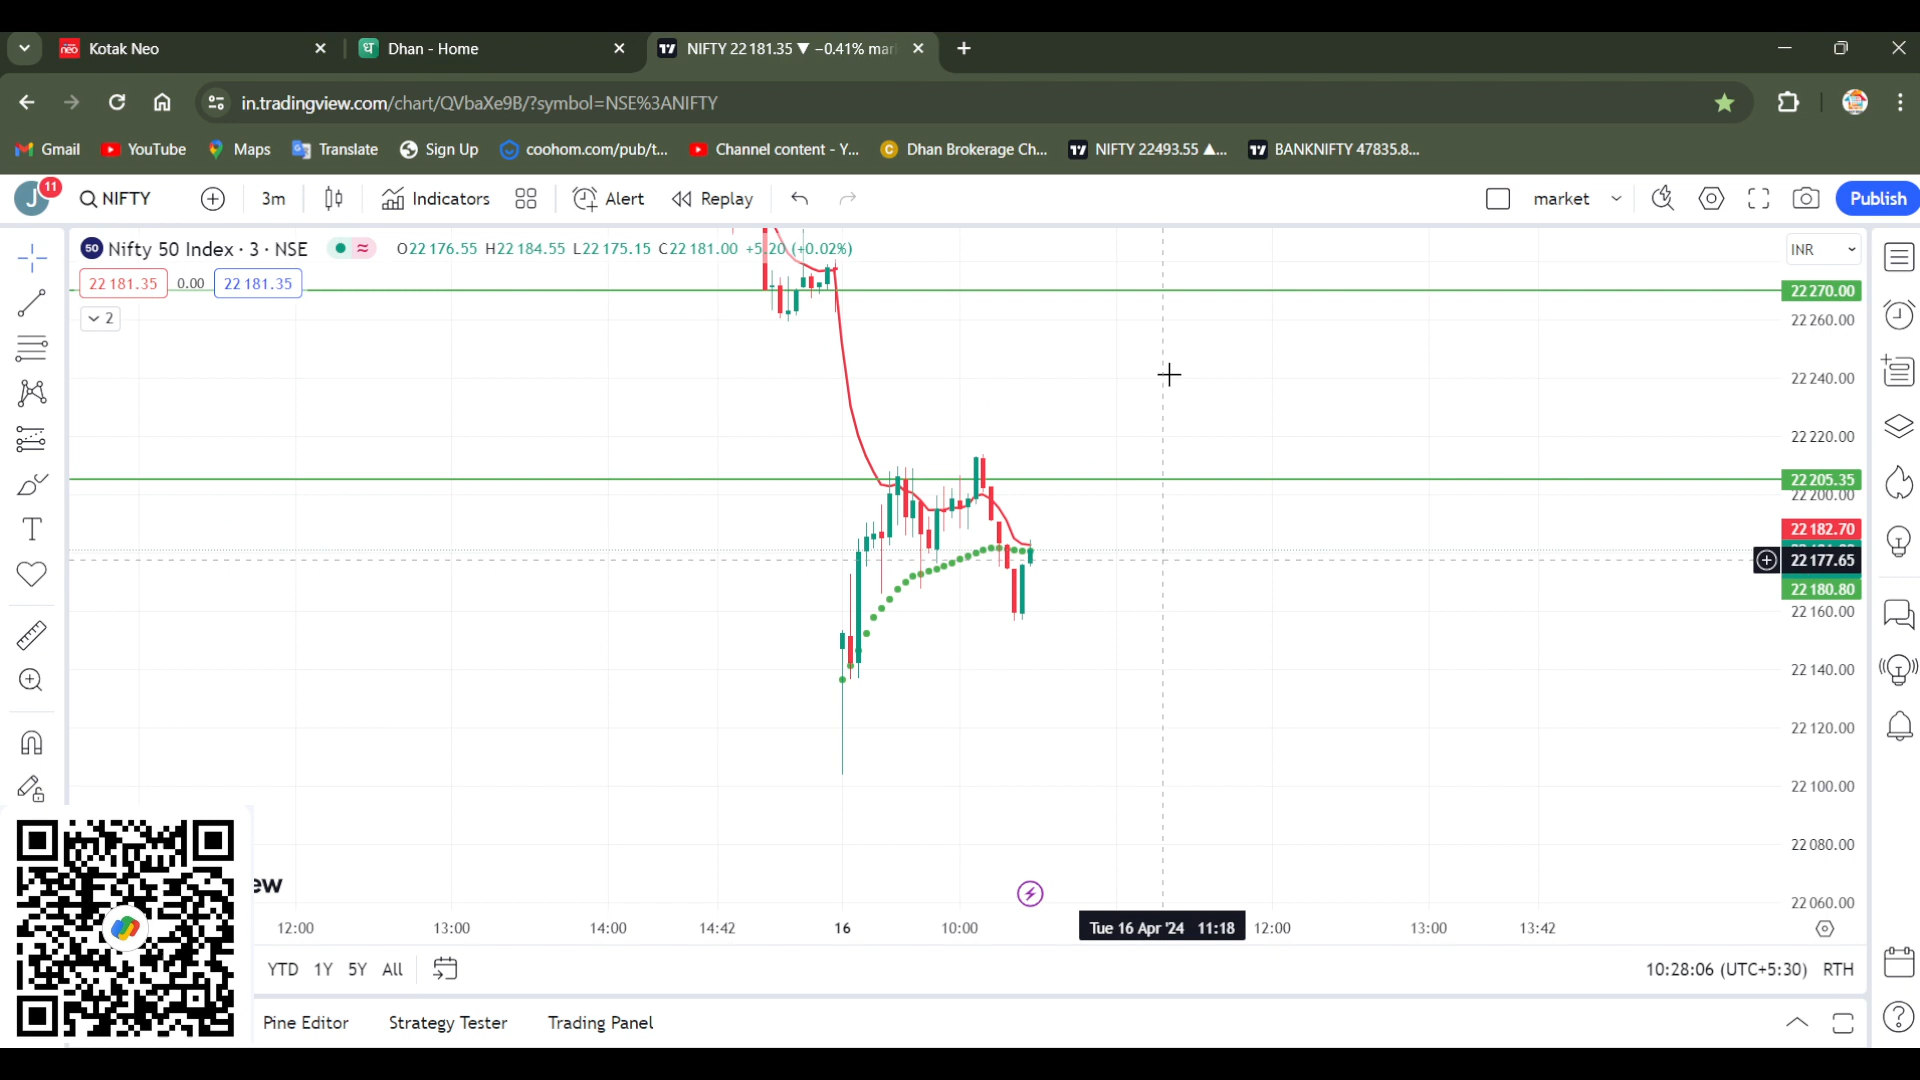 neo Kotak Neo
ध Dhan - Home
NIFTY 22 181.35 ▼ −0.41% mar
in.tradingview.com/chart/QVbaXe9B/?symbol=NSE%3ANIFTY
Gmail YouTube Maps Translate Sign Up coohom.com/pub/t... Channel content - Y... Dhan Brokerage Ch... NIFTY 22493.55 ▲... BANKNIFTY 47835.8...
J 11 NIFTY 3m Indicators Alert Replay market Publish
50 Nifty 50 Index · 3 · NSE O22 176.55 H22 184.55 L22 175.15 C22 181.00 +5.20 (+0.02%) INR
22 181.35 0.00 22 181.35
2
22 270.00
22 260.00
22 240.00
22 220.00
22 205.35
22 200.00
22 182.70
22 177.65
22 180.80
22 160.00
22 140.00
22 120.00
22 100.00
22 080.00
22 060.00
ew
12:00 13:00 14:00 14:42 16 10:00 Tue 16 Apr '24 11:18 12:00 13:00 13:42
YTD 1Y 5Y All 10:28:06 (UTC+5:30) RTH
Pine Editor Strategy Tester Trading Panel